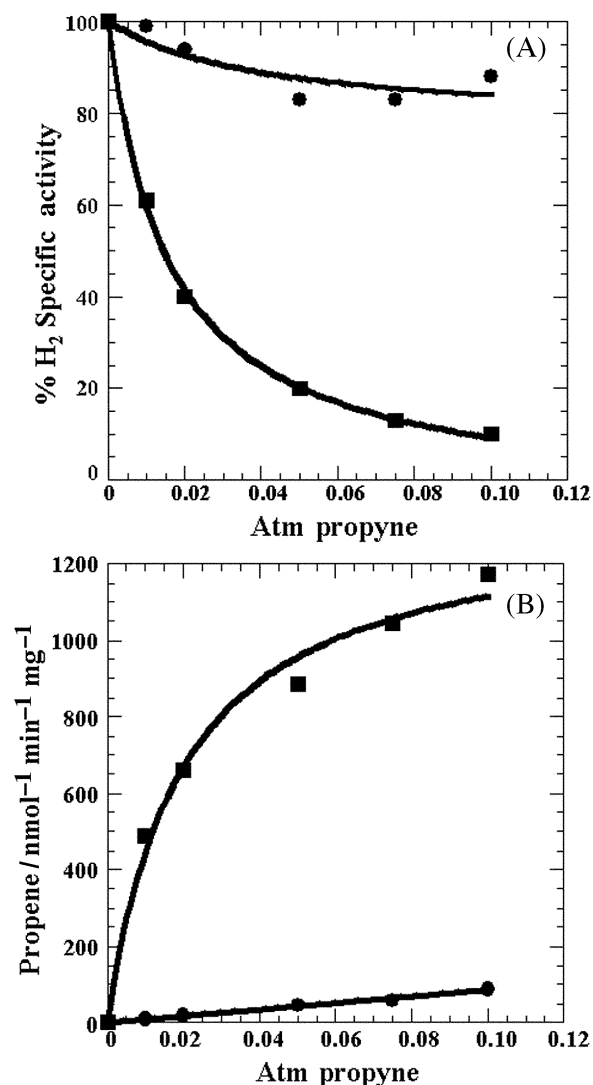 100
(A)
80
60
40
20
0
% H₂ Specific activity
0 0.02 0.04 0.06 0.08 0.10 0.12
Atm propyne
1200
(B)
1000
800
600
400
200
0
Propene/nmol⁻¹ min⁻¹ mg⁻¹
0 0.02 0.04 0.06 0.08 0.10 0.12
Atm propyne